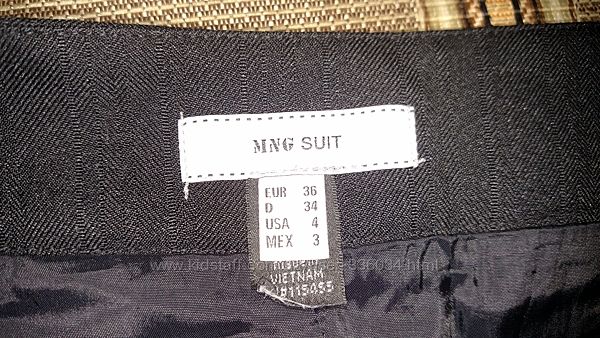 MNG SUIT
EUR 36
D 34
USA 4
MEX 3
VIETNAM